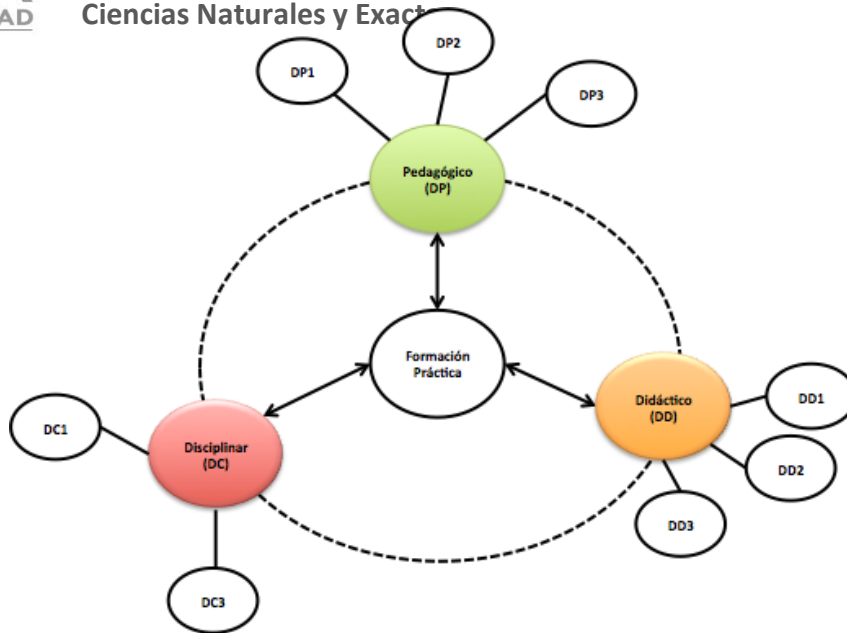 AD
Ciencias Naturales y Exact
DP1
DP2
DP3
Pedagógico
(DP)
Formación
Práctica
Didáctico
(DD)
DD1
DD2
DD3
Disciplinar
(DC)
DC1
DC3